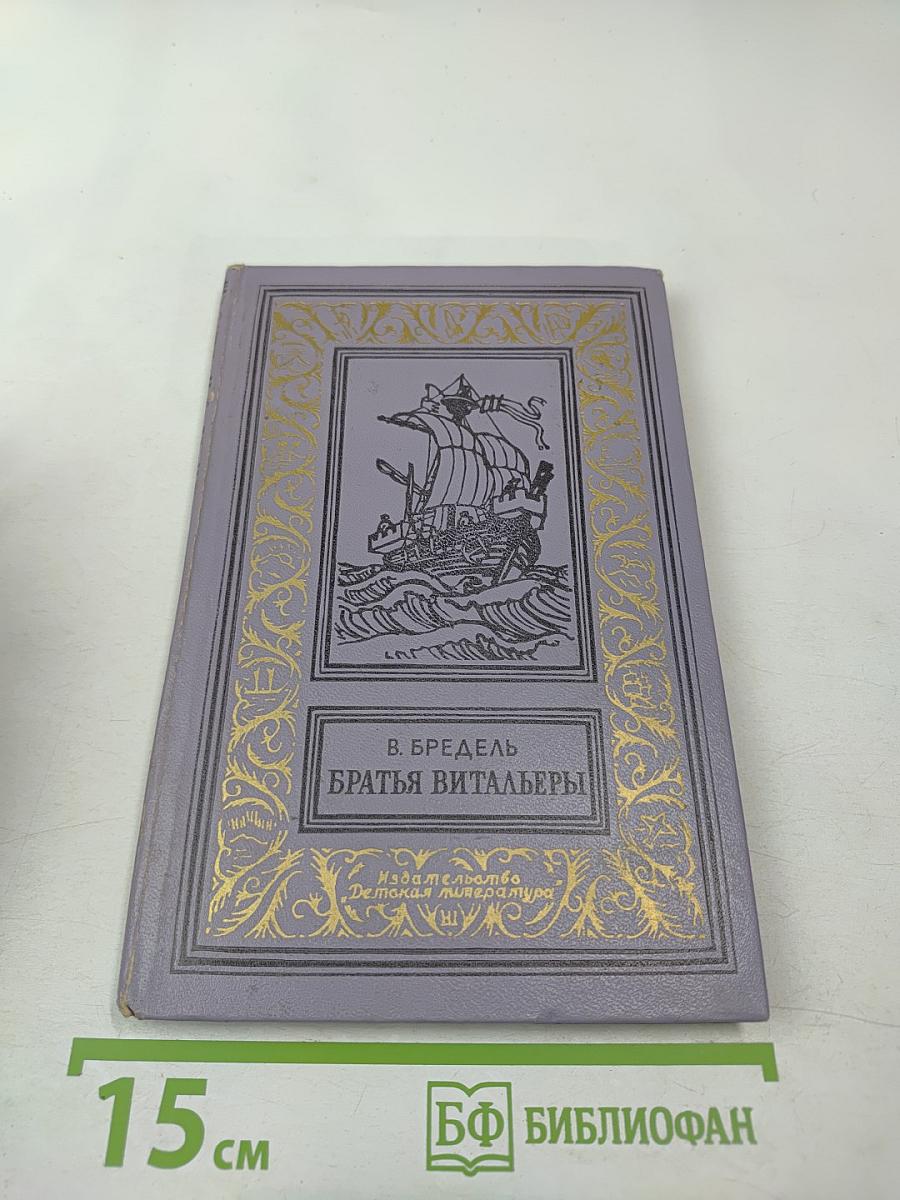 В. БРЕДЕЛЬ
БРАТЬЯ ВИТАЛЬЕРЫ
Издательство
„Детская литература"
15 см
БФ БИБЛИОФАН